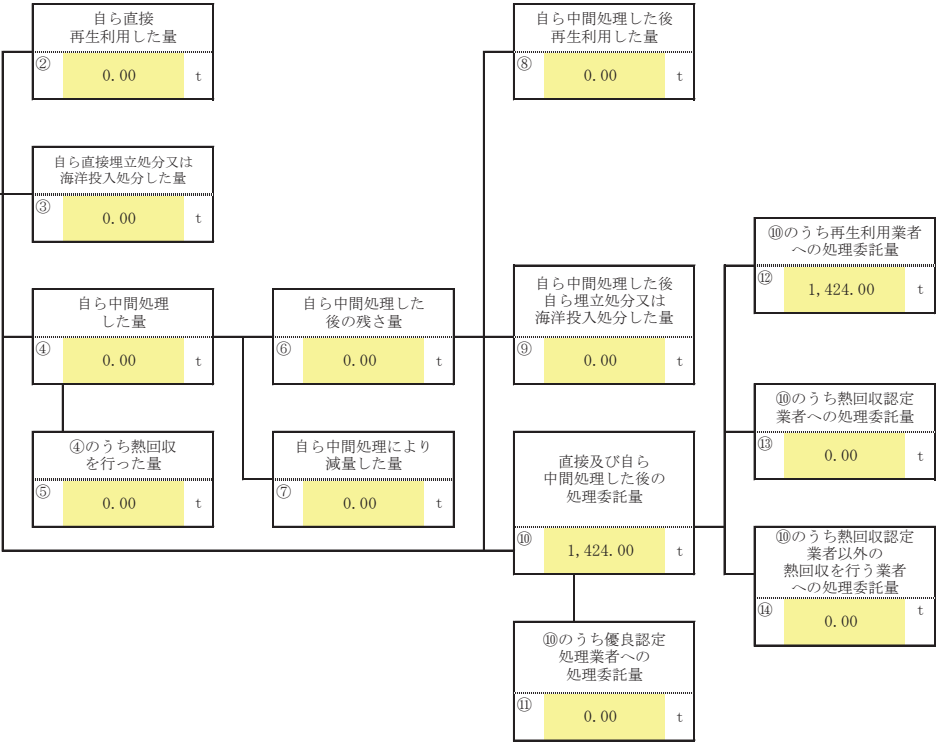 自ら直接
再生利用した量
② 0.00 t
自ら直接埋立処分又は
海洋投入処分した量
③ 0.00 t
自ら中間処理
した量
④ 0.00 t
④のうち熱回収
を行った量
⑤ 0.00 t
自ら中間処理した
後の残さ量
⑥ 0.00 t
自ら中間処理により
減量した量
⑦ 0.00 t
自ら中間処理した後
再生利用した量
⑧ 0.00 t
自ら中間処理した後
自ら埋立処分又は
海洋投入処分した量
⑨ 0.00 t
直接及び自ら
中間処理した後の
処理委託量
⑩ 1,424.00 t
⑩のうち優良認定
処理業者への
処理委託量
⑪ 0.00 t
⑩のうち再生利用業者
への処理委託量
⑫ 1,424.00 t
⑩のうち熱回収認定
業者への処理委託量
⑬ 0.00 t
⑩のうち熱回収認定
業者以外の
熱回収を行う業者
への処理委託量
⑭ 0.00 t